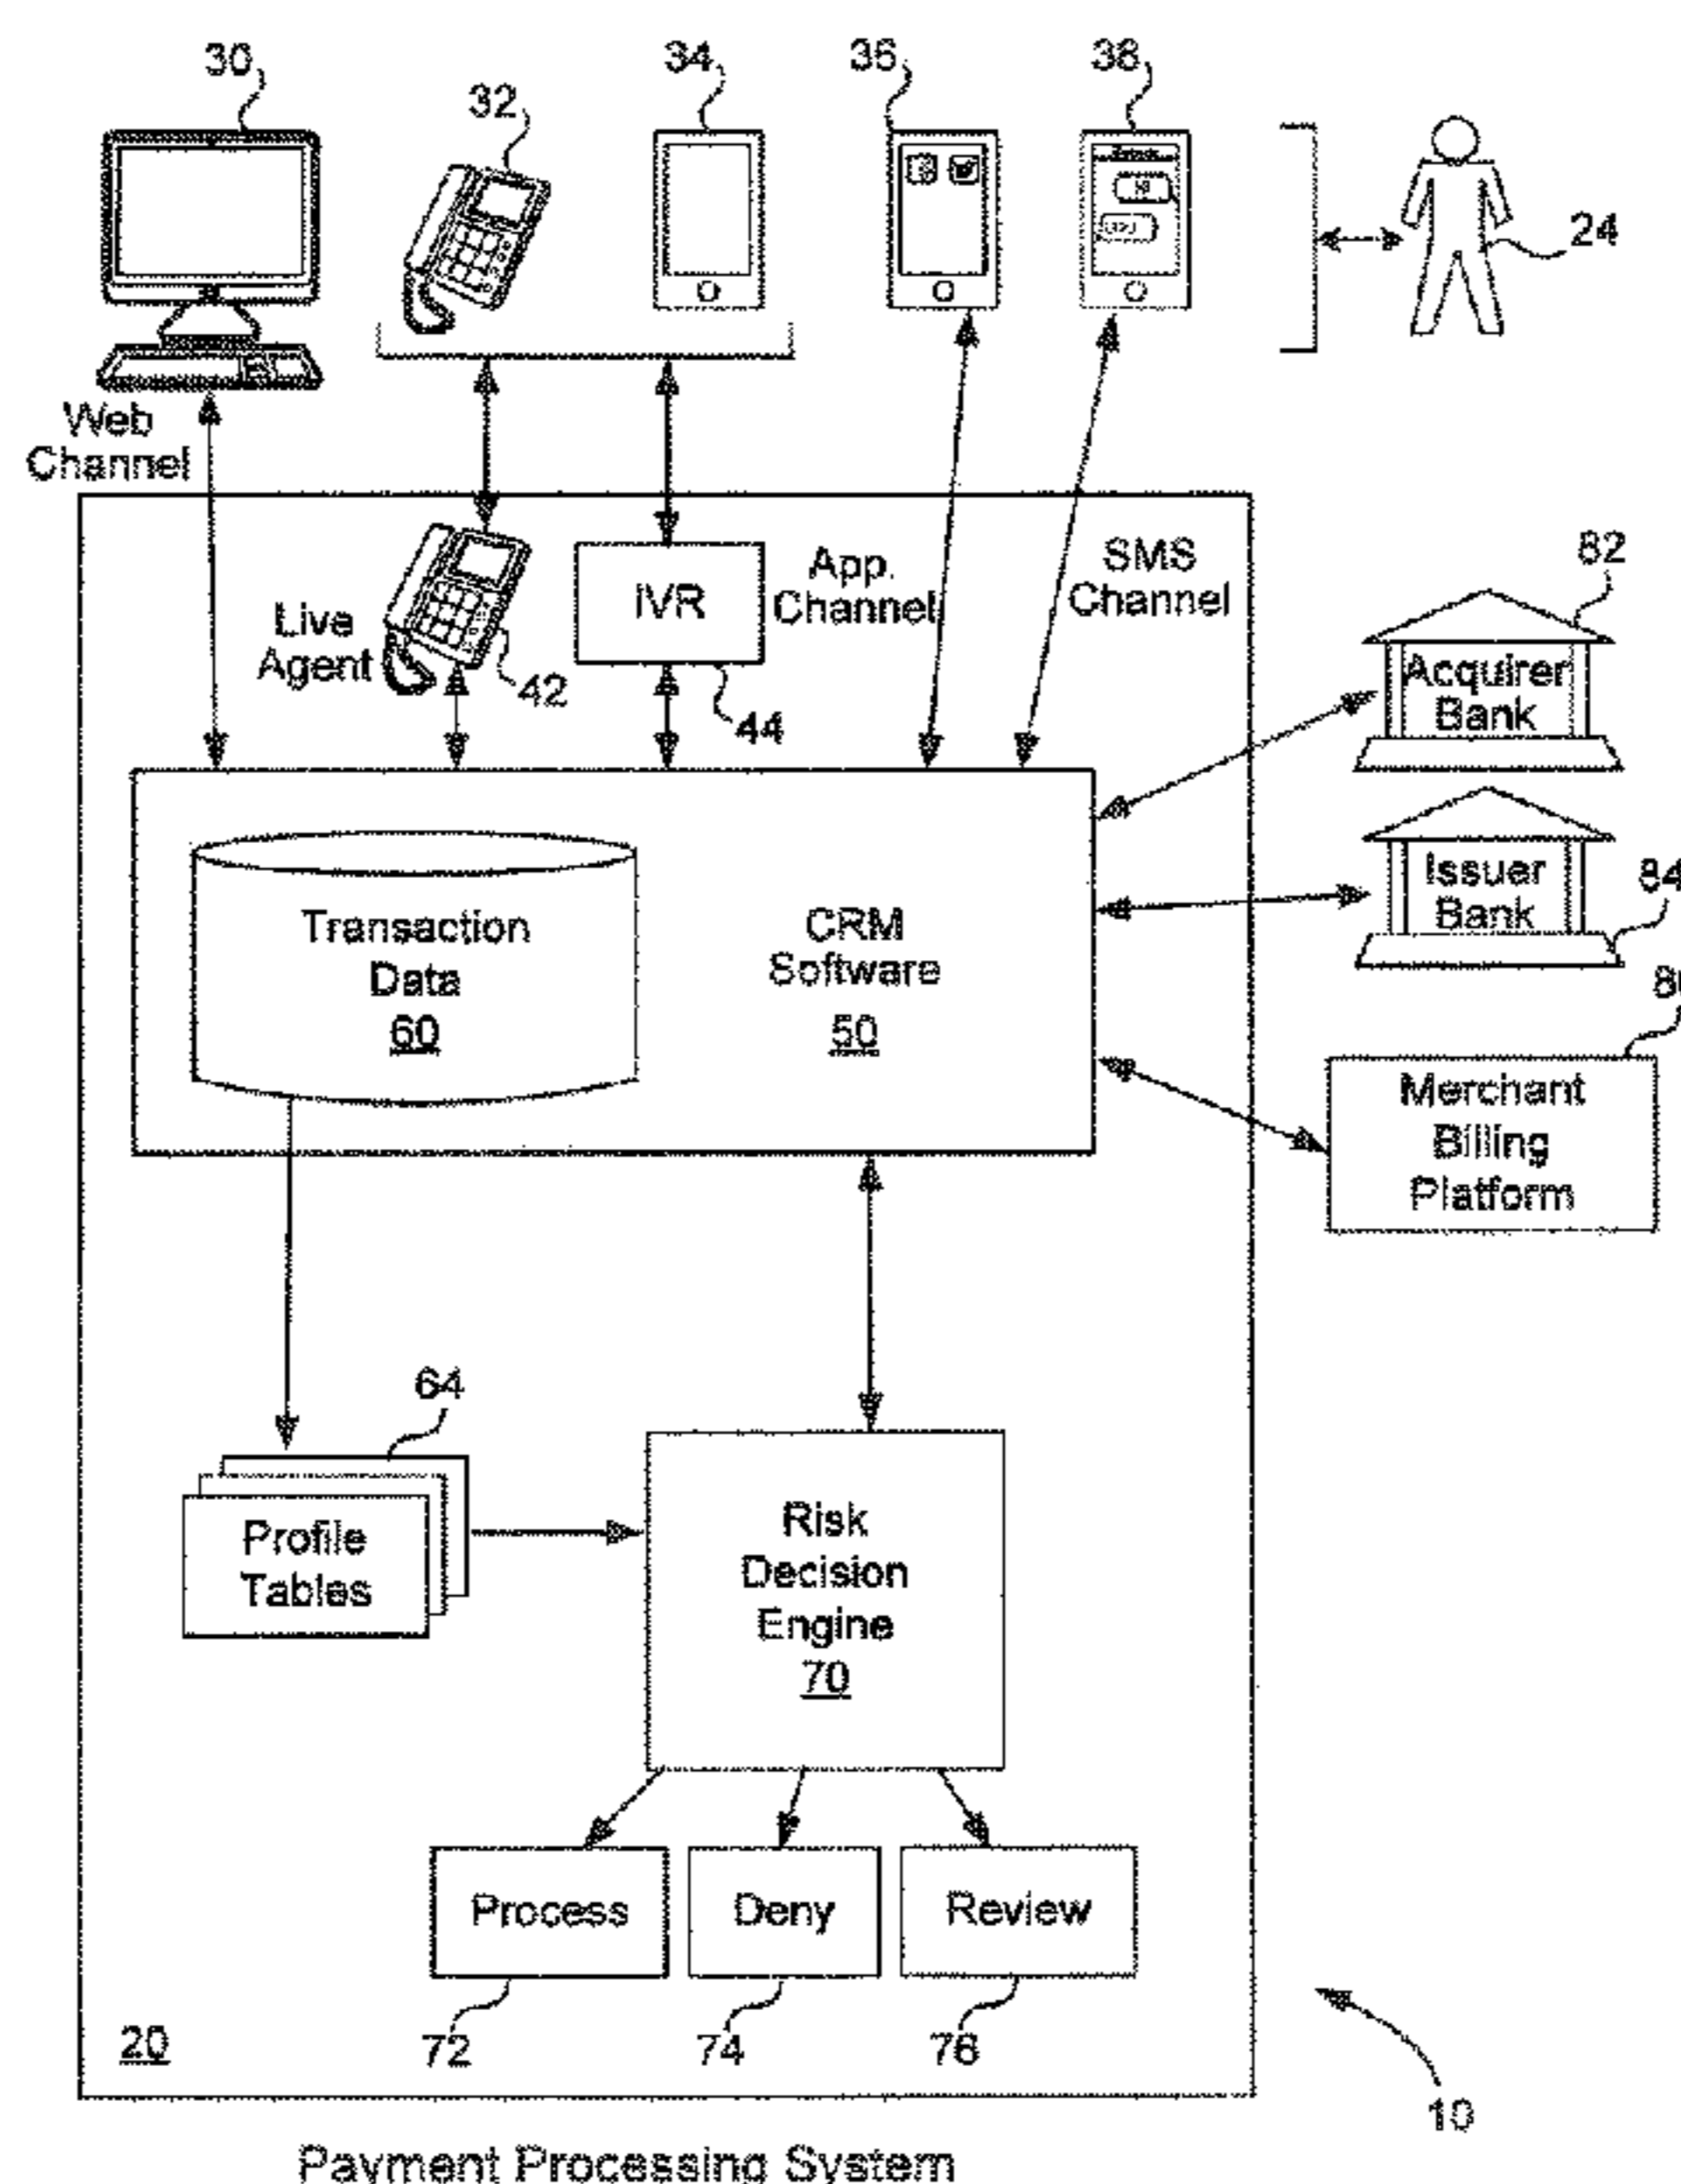 30
32
34
36
38
24
Web
Channel
Live
Agent
42
IVR
44
App.
Channel
SMS
Channel
82
Acquirer
Bank
Issuer
Bank
84
Transaction
Data
60
CRM
Software
50
Merchant
Billing
Platform
64
Profile
Tables
Risk
Decision
Engine
70
Process
Deny
Review
72
74
76
20
10
Payment Processing System